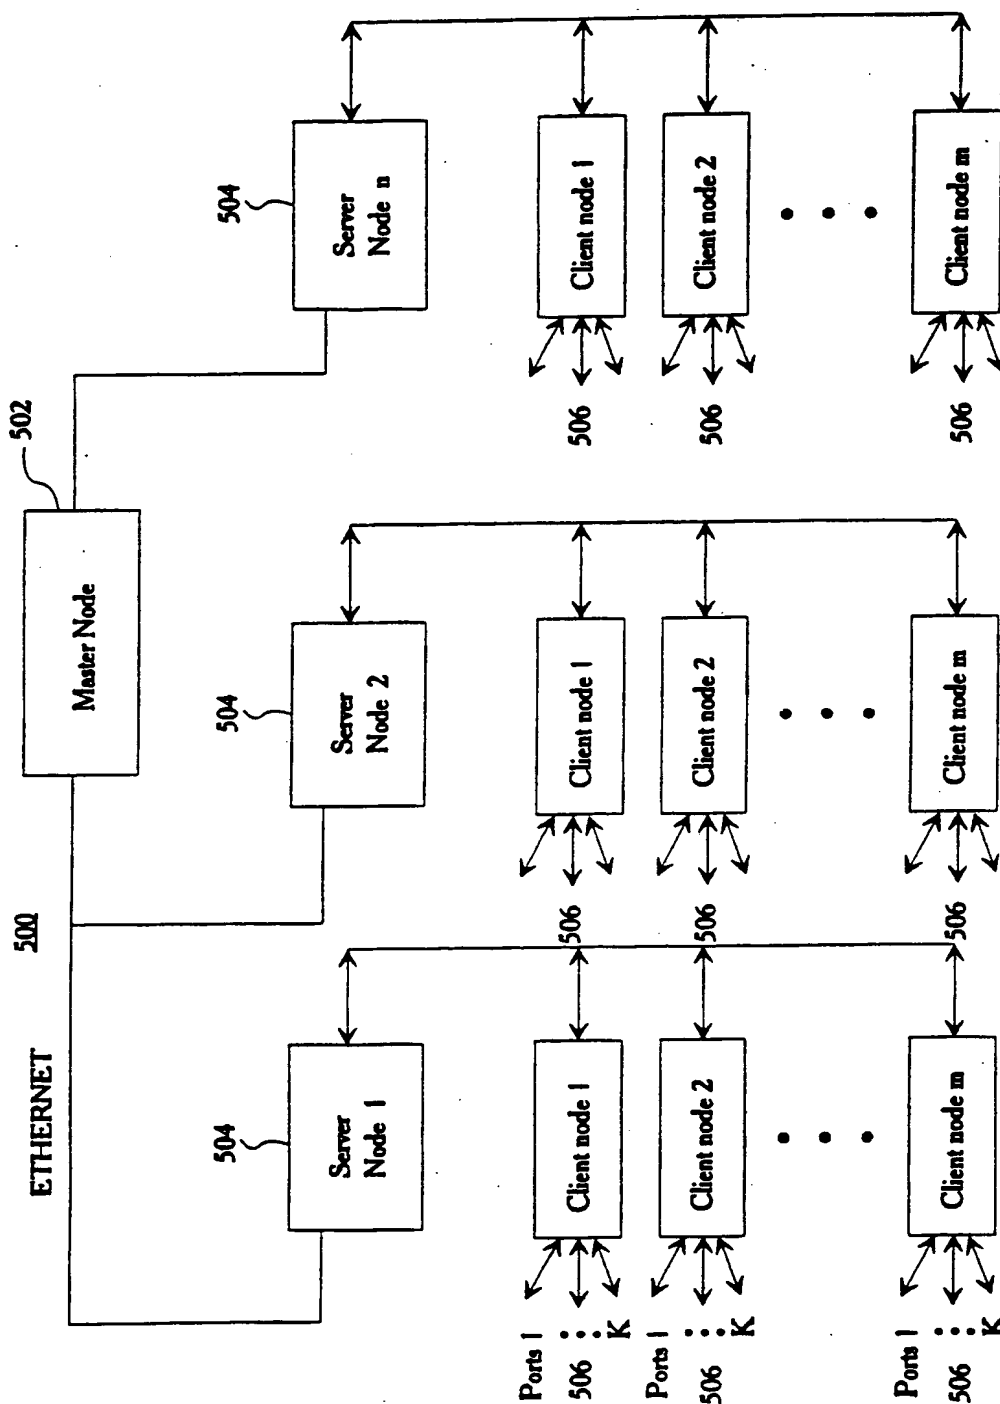 ETHERNET
500
502
Master Node
504
Server
Node 1
504
Server
Node 2
504
Server
Node n
Ports 1
:
K
506
Client node 1
506
Client node 1
506
Client node 1
Ports 1
:
K
506
Client node 2
506
Client node 2
506
Client node 2
• • •
• • •
• • •
Ports 1
:
K
506
Client node m
506
Client node m
506
Client node m